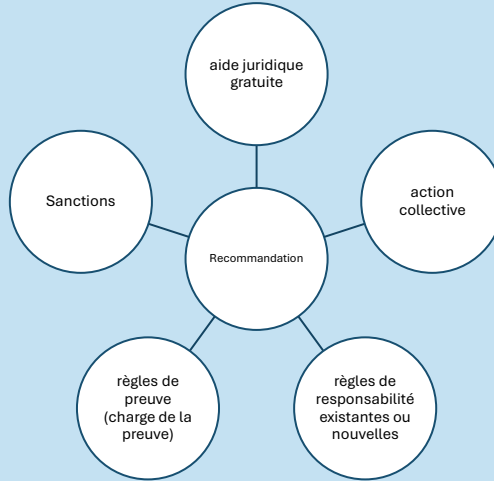 aide juridique
gratuite
Sanctions
action
collective
Recommandation
règles de
preuve
(charge de la
preuve)
règles de
responsabilité
existantes ou
nouvelles